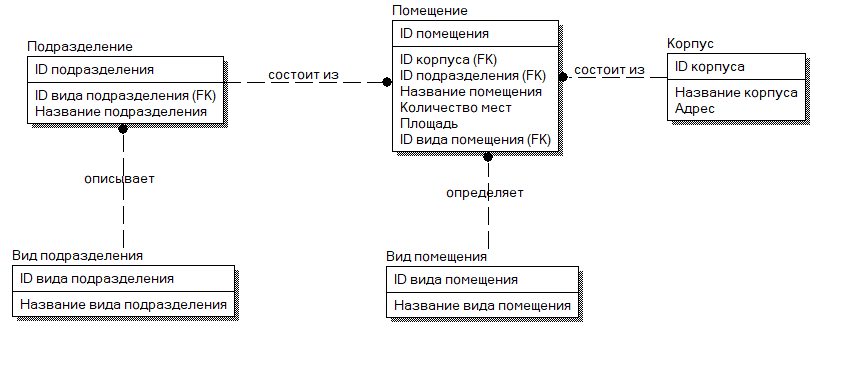 Подразделение
ID подразделения
ID вида подразделения (FK)
Название подразделения
состоит из
Помещение
ID помещения
ID корпуса (FK)
ID подразделения (FK)
Название помещения
Количество мест
Площадь
ID вида помещения (FK)
состоит из
Корпус
ID корпуса
Название корпуса
Адрес
описывает
определяет
Вид подразделения
ID вида подразделения
Название вида подразделения
Вид помещения
ID вида помещения
Название вида помещения